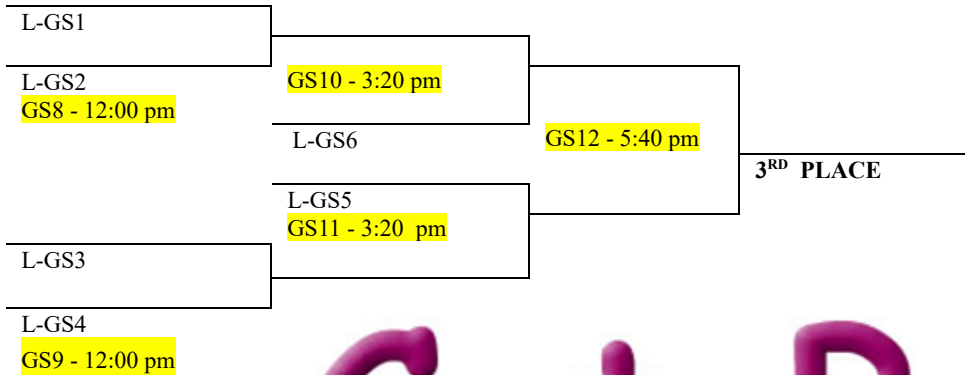 L-GS1
L-GS2
GS8 - 12:00 pm
GS10 - 3:20 pm
L-GS6
GS12 - 5:40 pm
3RD PLACE
L-GS5
GS11 - 3:20 pm
L-GS3
L-GS4
GS9 - 12:00 pm